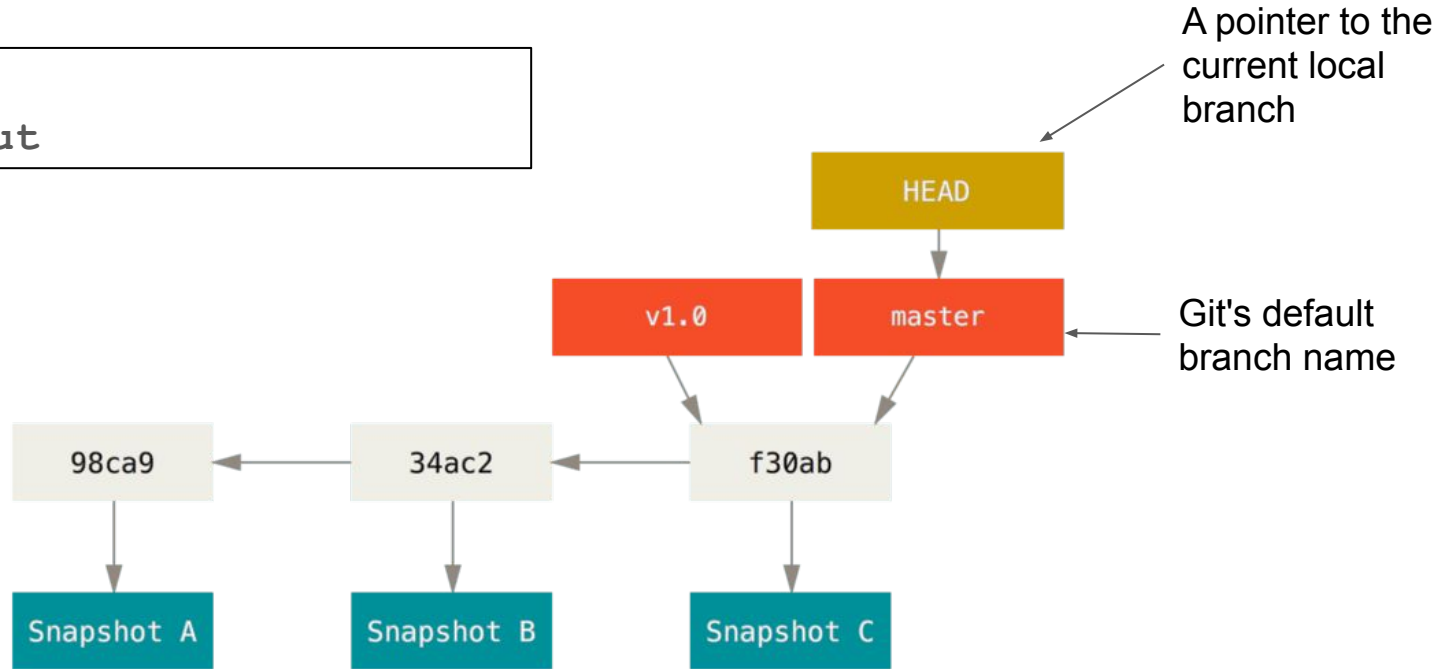 A pointer to the
current local
branch
HEAD
v1.0
master
Git's default
branch name
98ca9
34ac2
f30ab
Snapshot A
Snapshot B
Snapshot C